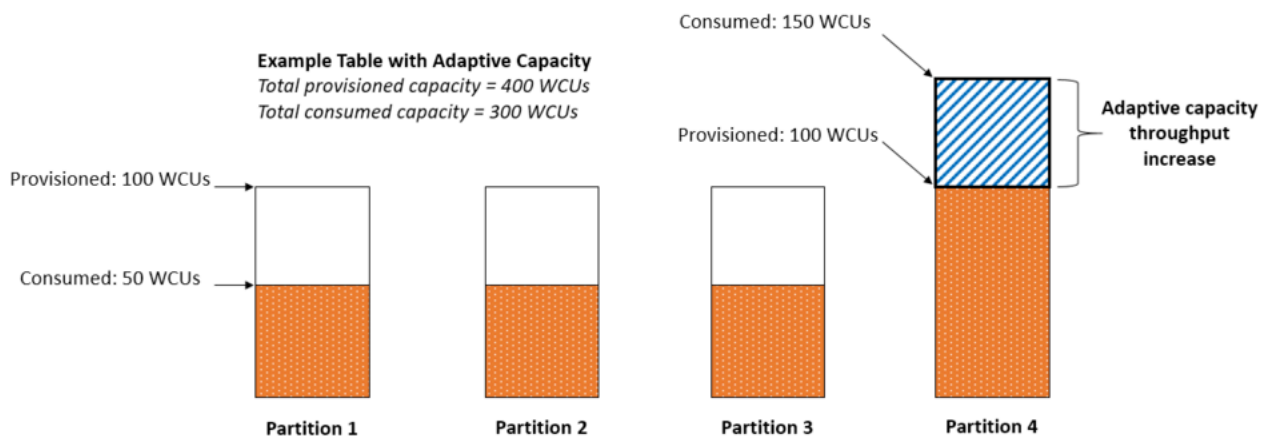 Consumed: 150 WCUs
Example Table with Adaptive Capacity
Total provisioned capacity = 400 WCUs
Total consumed capacity = 300 WCUs
Provisioned: 100 WCUs
Adaptive capacity
throughput
increase
Provisioned: 100 WCUs
Consumed: 50 WCUs
Partition 1
Partition 2
Partition 3
Partition 4